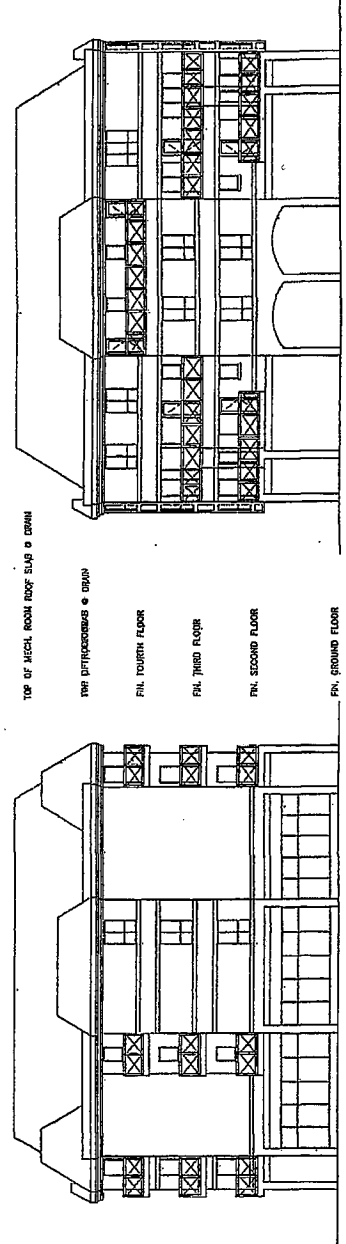 TOP OF MECH. ROOM ROOF SLAB @ DRAIN
@ DRAIN
FIN. FOURTH FLOOR
FIN. THIRD FLOOR
FIN. SECOND FLOOR
FIN. GROUND FLOOR